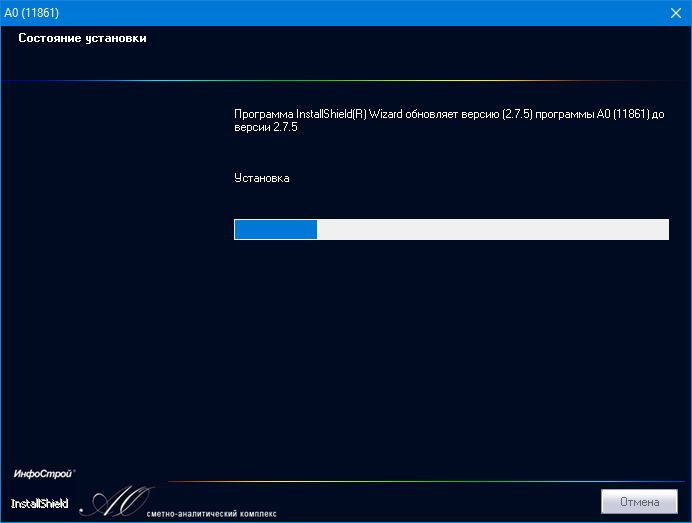 A0 (11861)
Состояние установки
Программа InstallShield(R) Wizard обновляет версию (2.7.5) программы A0 (11861) до
версии 2.7.5
Установка
ИнфоСтрой
InstallShield
A0
сметно-аналитический комплекс
Отмена